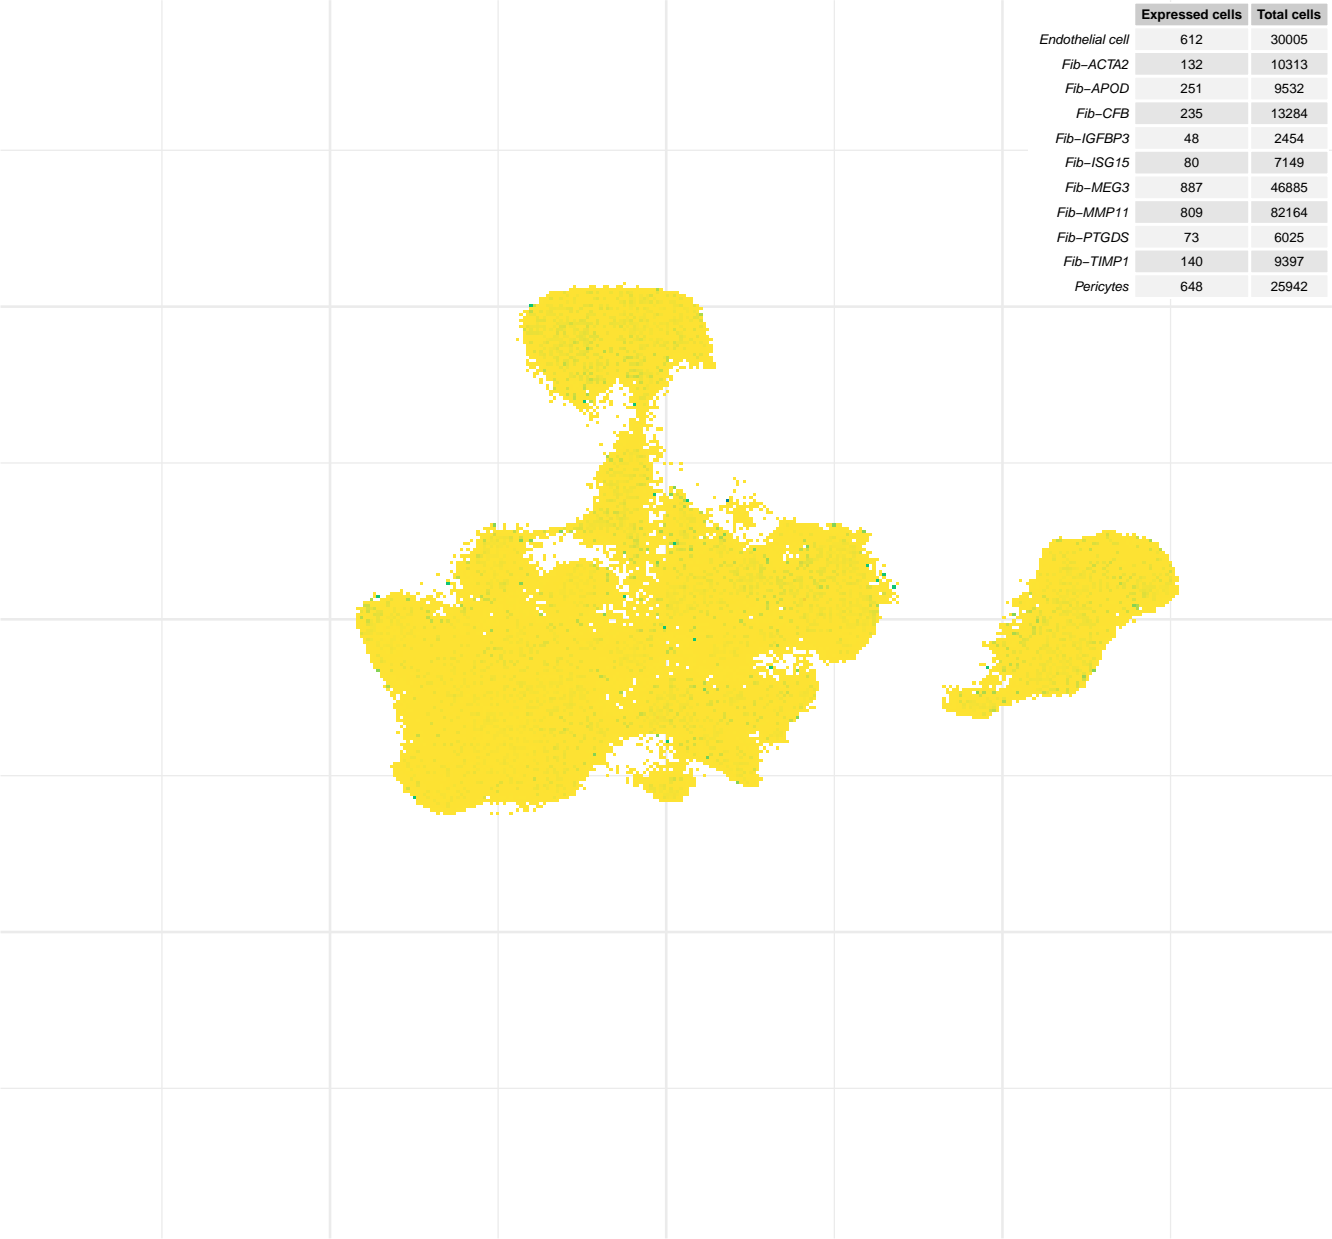 Expressed cells Total cells
Endothelial cell 612 30005
Fib−ACTA2 132 10313
Fib−APOD 251 9532
Fib−CFB 235 13284
Fib−IGFBP3 48 2454
Fib−ISG15 80 7149
Fib−MEG3 887 46885
Fib−MMP11 809 82164
Fib−PTGDS 73 6025
Fib−TIMP1 140 9397
Pericytes 648 25942